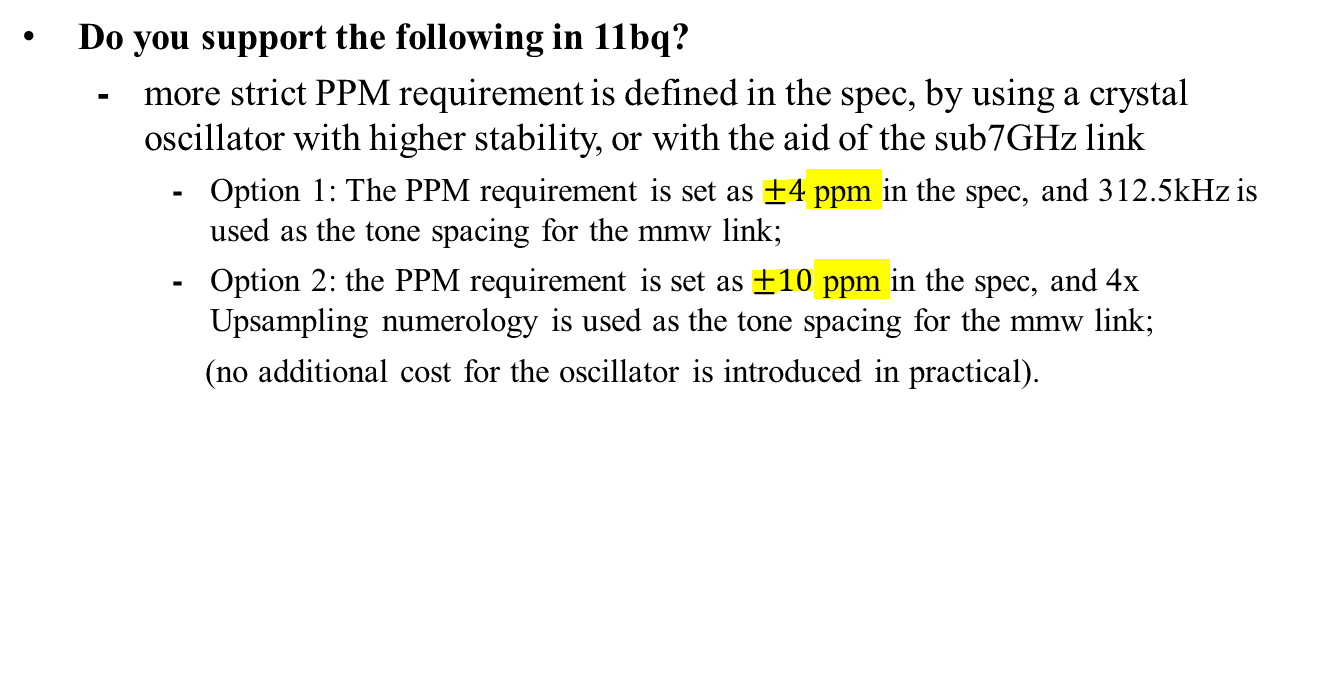 • Do you support the following in 11bq?
- more strict PPM requirement is defined in the spec, by using a crystal
oscillator with higher stability, or with the aid of the sub7GHz link
- Option 1: The PPM requirement is set as ±4 ppm in the spec, and 312.5kHz is
used as the tone spacing for the mmw link;
- Option 2: the PPM requirement is set as ±10 ppm in the spec, and 4x
Upsampling numerology is used as the tone spacing for the mmw link;
(no additional cost for the oscillator is introduced in practical).